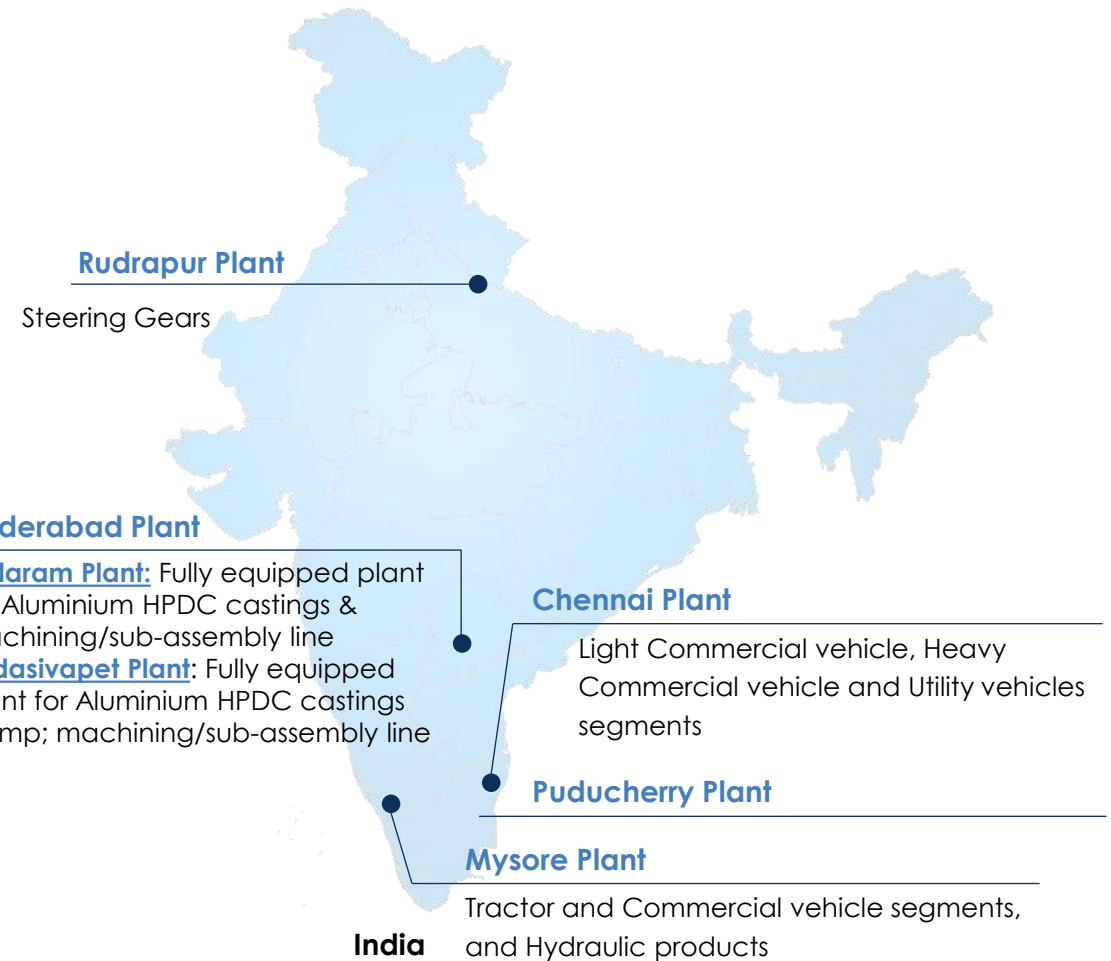 Rudrapur Plant
Steering Gears
derabad Plant
laram Plant: Fully equipped plant
Aluminium HPDC castings &
achining/sub-assembly line
dasivapet Plant: Fully equipped
nt for Aluminium HPDC castings
mp; machining/sub-assembly line
Chennai Plant
Light Commercial vehicle, Heavy
Commercial vehicle and Utility vehicles
segments
Puducherry Plant
Mysore Plant
Tractor and Commercial vehicle segments,
and Hydraulic products
India